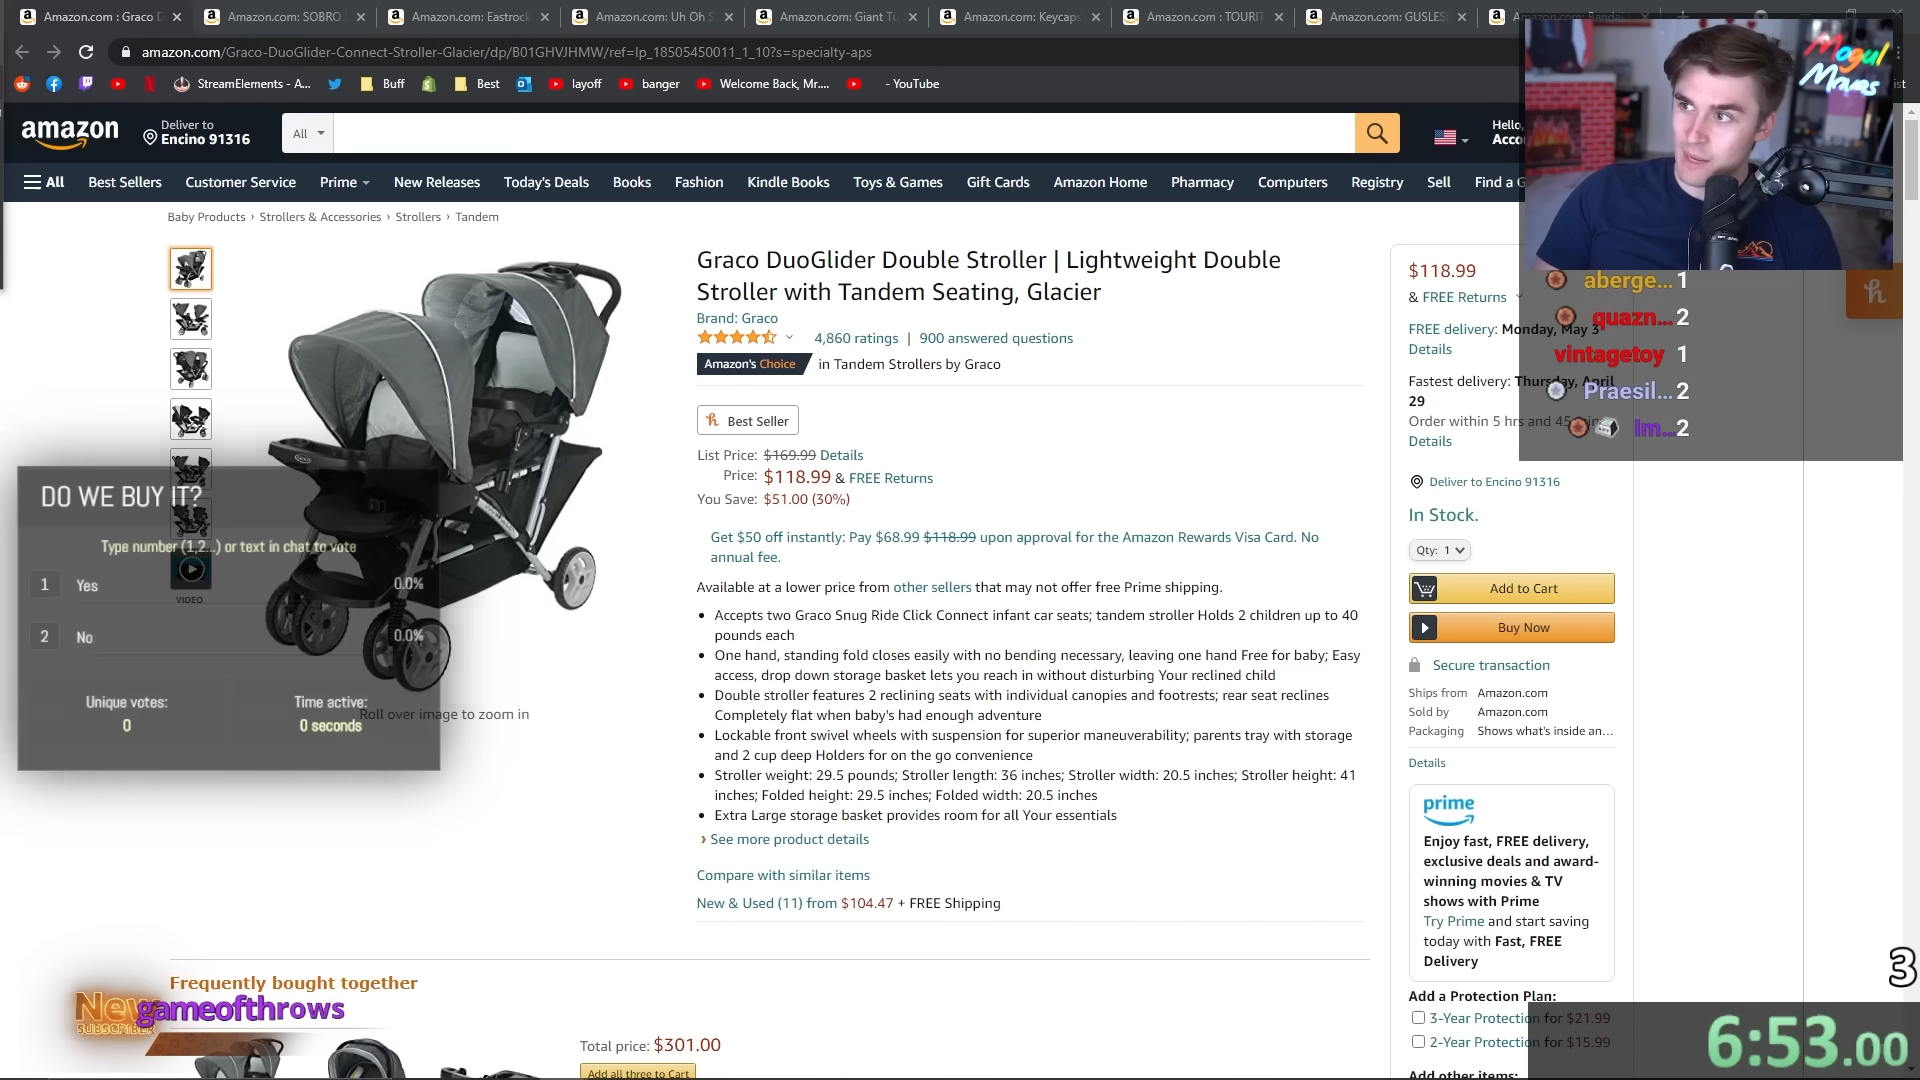 Amazon.com : Graco D
Amazon.com: SOBRO
Amazon.com: Eastrock
Amazon.com: Uh Oh S
Amazon.com: Giant Tu
Amazon.com: Keycaps
Amazon.com : TOURIT
Amazon.com: GUSLES
Amazon.com: Bandai
amazon.com/Graco-DuoGlider-Connect-Stroller-Glacier/dp/B01GHVJHMW/ref=lp_18505450011_1_10?s=specialty-aps
StreamElements - A...
Buff
Best
layoff
banger
Welcome Back, Mr....
- YouTube
Mogul
Moves
amazon
Deliver to
Encino 91316
All
Hello,
Acco
All
Best Sellers
Customer Service
Prime
New Releases
Today's Deals
Books
Fashion
Kindle Books
Toys & Games
Gift Cards
Amazon Home
Pharmacy
Computers
Registry
Sell
Find a G
Baby Products › Strollers & Accessories › Strollers › Tandem
VIDEO
Roll over image to zoom in
DO WE BUY IT?
Type number (1,2...) or text in chat to vote
1 Yes 0.0%
2 No 0.0%
Unique votes:
0
Time active:
0 seconds
Graco DuoGlider Double Stroller | Lightweight Double
Stroller with Tandem Seating, Glacier
Brand: Graco
4,860 ratings | 900 answered questions
Amazon's Choice in Tandem Strollers by Graco
Best Seller
List Price: $169.99 Details
Price: $118.99 & FREE Returns
You Save: $51.00 (30%)
Get $50 off instantly: Pay $68.99 $118.99 upon approval for the Amazon Rewards Visa Card. No
annual fee.
Available at a lower price from other sellers that may not offer free Prime shipping.
• Accepts two Graco Snug Ride Click Connect infant car seats; tandem stroller Holds 2 children up to 40
pounds each
• One hand, standing fold closes easily with no bending necessary, leaving one hand Free for baby; Easy
access, drop down storage basket lets you reach in without disturbing Your reclined child
• Double stroller features 2 reclining seats with individual canopies and footrests; rear seat reclines
Completely flat when baby's had enough adventure
• Lockable front swivel wheels with suspension for superior maneuverability; parents tray with storage
and 2 cup deep Holders for on the go convenience
• Stroller weight: 29.5 pounds; Stroller length: 36 inches; Stroller width: 20.5 inches; Stroller height: 41
inches; Folded height: 29.5 inches; Folded width: 20.5 inches
• Extra Large storage basket provides room for all Your essentials
› See more product details
Compare with similar items
New & Used (11) from $104.47 + FREE Shipping
$118.99
& FREE Returns
FREE delivery: Monday, May 3
Details
Fastest delivery: Thursday, April
29
Order within 5 hrs and 45
Details
Deliver to Encino 91316
In Stock.
Qty: 1
Add to Cart
Buy Now
Secure transaction
Ships from Amazon.com
Sold by Amazon.com
Packaging Shows what's inside an...
Details
prime
Enjoy fast, FREE delivery,
exclusive deals and award-
winning movies & TV
shows with Prime
Try Prime and start saving
today with Fast, FREE
Delivery
Add a Protection Plan:
3-Year Protection for $21.99
2-Year Protection for $15.99
Add other items:
aberge... 1
quazn... 2
vintagetoy 1
Praesil... 2
lm... 2
3
6:53.00
Frequently bought together
New
SUBSCRIBER
gameofthrows
Total price: $301.00
Add all three to Cart